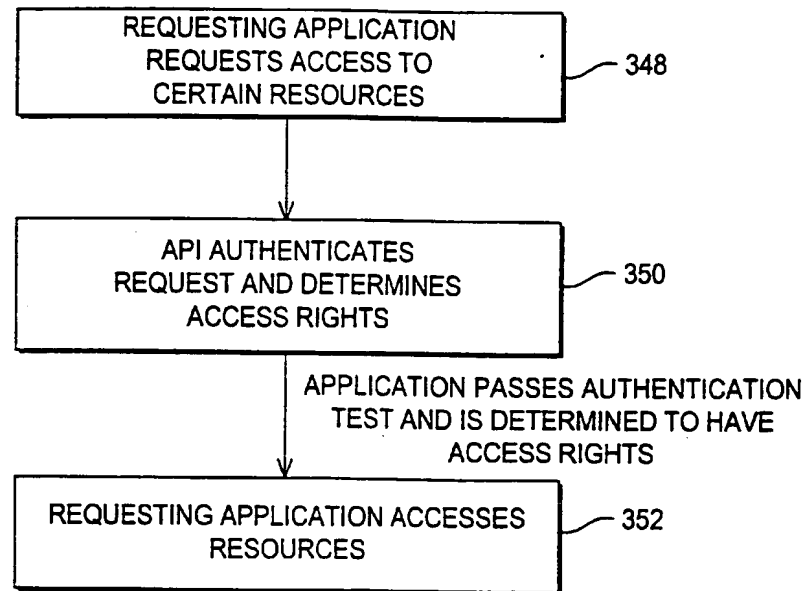 REQUESTING APPLICATION
REQUESTS ACCESS TO
CERTAIN RESOURCES
348
API AUTHENTICATES
REQUEST AND DETERMINES
ACCESS RIGHTS
350
APPLICATION PASSES AUTHENTICATION
TEST AND IS DETERMINED TO HAVE
ACCESS RIGHTS
REQUESTING APPLICATION ACCESSES
RESOURCES
352